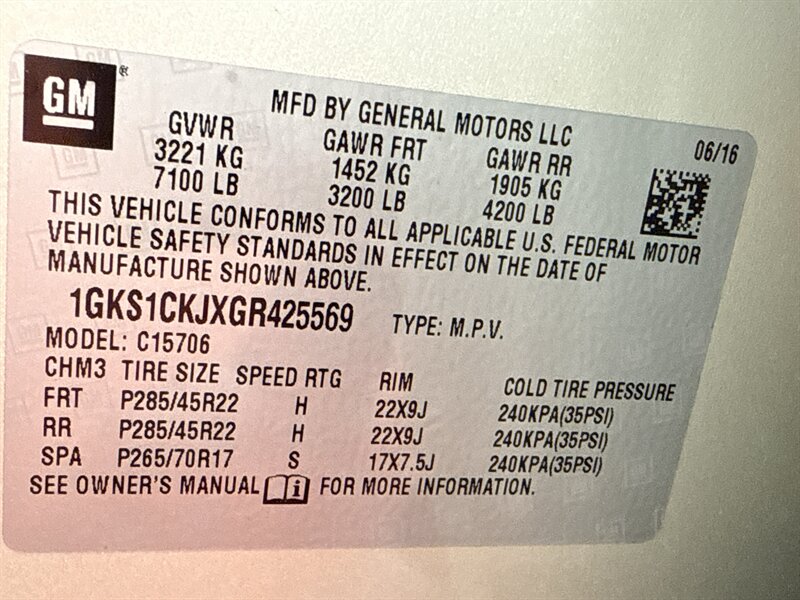 GM ®
MFD BY GENERAL MOTORS LLC
06/16
GVWR GAWR FRT GAWR RR
3221 KG 1452 KG 1905 KG
7100 LB 3200 LB 4200 LB
THIS VEHICLE CONFORMS TO ALL APPLICABLE U.S. FEDERAL MOTOR
VEHICLE SAFETY STANDARDS IN EFFECT ON THE DATE OF
MANUFACTURE SHOWN ABOVE.
1GKS1CKJXGR425569 TYPE: M.P.V.
MODEL: C15706
CHM3 TIRE SIZE SPEED RTG RIM COLD TIRE PRESSURE
FRT P285/45R22 H 22X9J 240KPA(35PSI)
RR P285/45R22 H 22X9J 240KPA(35PSI)
SPA P265/70R17 S 17X7.5J 240KPA(35PSI)
SEE OWNER'S MANUAL i FOR MORE INFORMATION.